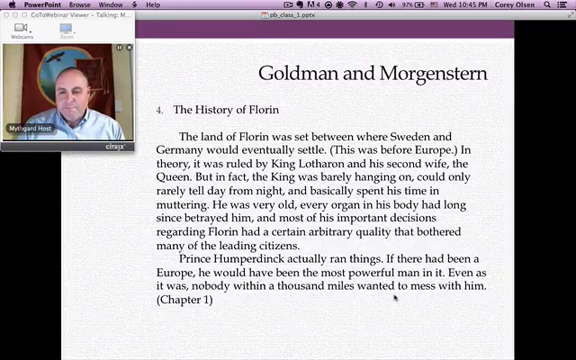 PowerPoint Browse Window
4
97%
Wed 10:45 PM Corey Olsen
GoToWebinar Viewer - Talking: M...
pb_class_1.pptx
Webcams
Zoom
Mythgard Host
CITRIX
Goldman and Morgenstern
4. The History of Florin
The land of Florin was set between where Sweden and
Germany would eventually settle. (This was before Europe.) In
theory, it was ruled by King Lotharon and his second wife, the
Queen. But in fact, the King was barely hanging on, could only
rarely tell day from night, and basically spent his time in
muttering. He was very old, every organ in his body had long
since betrayed him, and most of his important decisions
regarding Florin had a certain arbitrary quality that bothered
many of the leading citizens.
Prince Humperdinck actually ran things. If there had been a
Europe, he would have been the most powerful man in it. Even as
it was, nobody within a thousand miles wanted to mess with him.
(Chapter 1)